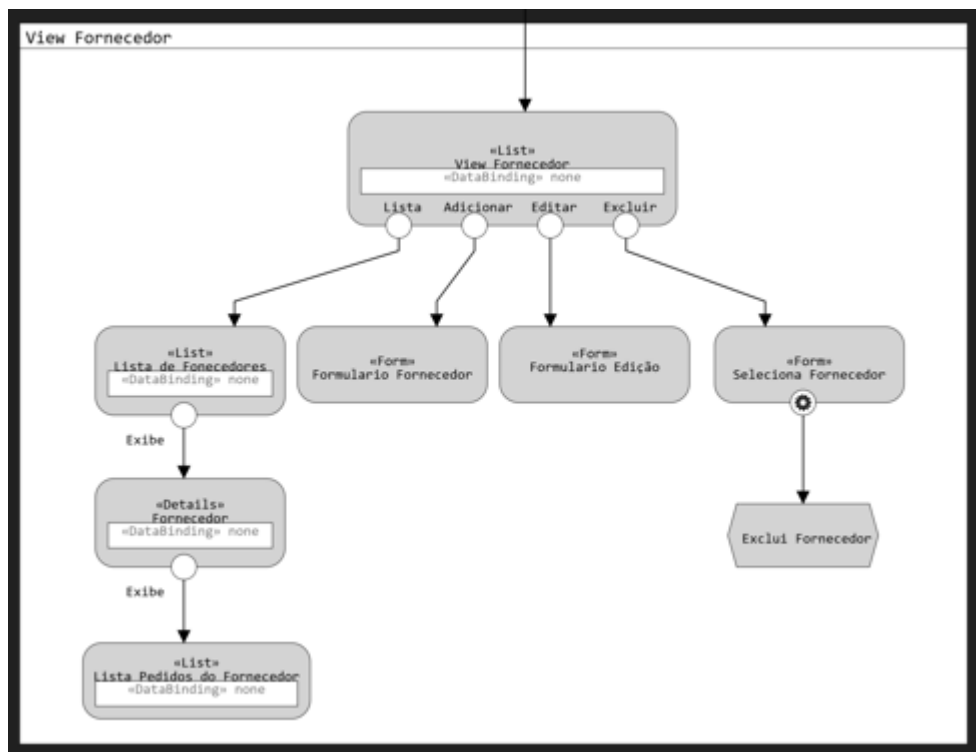 View Fornecedor
«List»
View Fornecedor
«DataBinding» none
Lista Adicionar Editar Excluir
«List»
Lista de Fonecedores
«DataBinding» none
«Form»
Formulario Fornecedor
«Form»
Formulario Edição
«Form»
Seleciona Fornecedor
Exibe
«Details»
Fornecedor
«DataBinding» none
Exclui Fornecedor
Exibe
«List»
Lista Pedidos do Fornecedor
«DataBinding» none